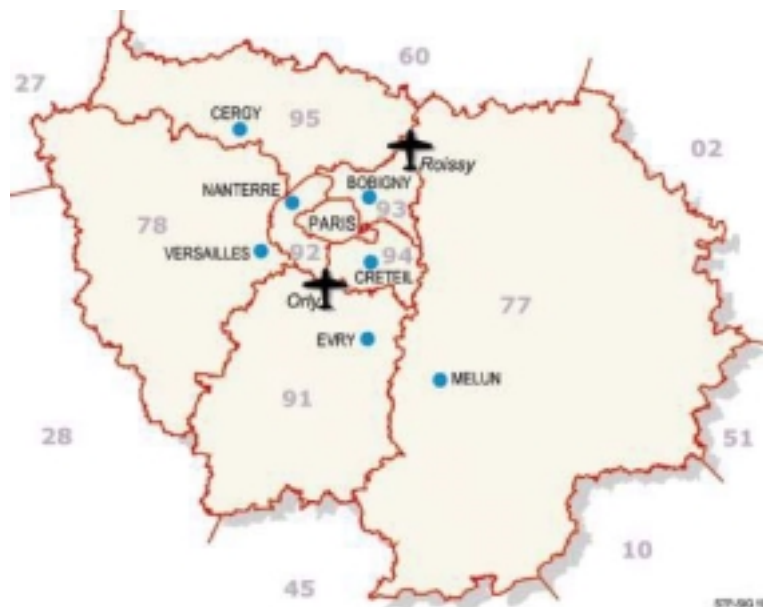 60
27
CERGY
95
02
Roissy
NANTERRE
BOBIGNY
93
PARIS
78
VERSAILLES
92
94
CRETEIL
Orly
77
EVRY
MELUN
91
28
51
10
45